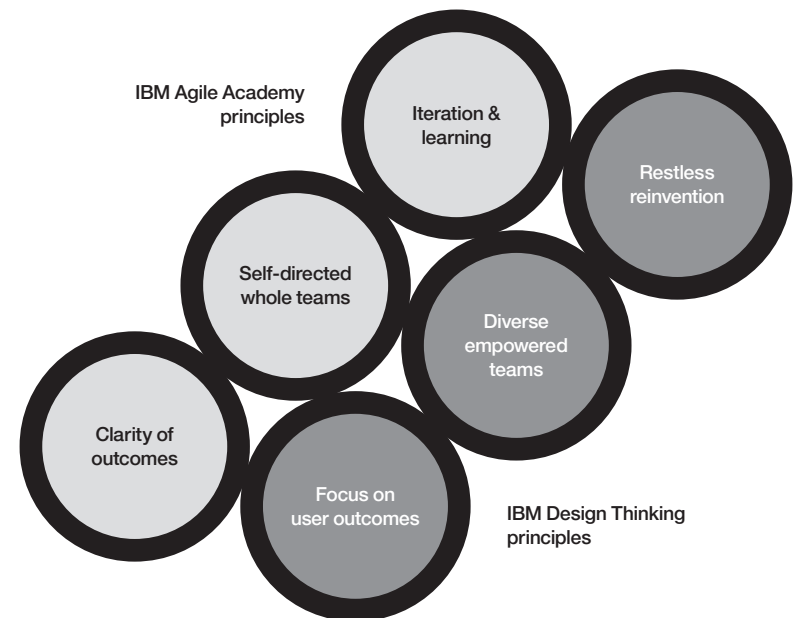 IBM Agile Academy
principles
Iteration &
learning
Restless
reinvention
Self-directed
whole teams
Diverse
empowered
teams
Clarity of
outcomes
Focus on
user outcomes
IBM Design Thinking
principles